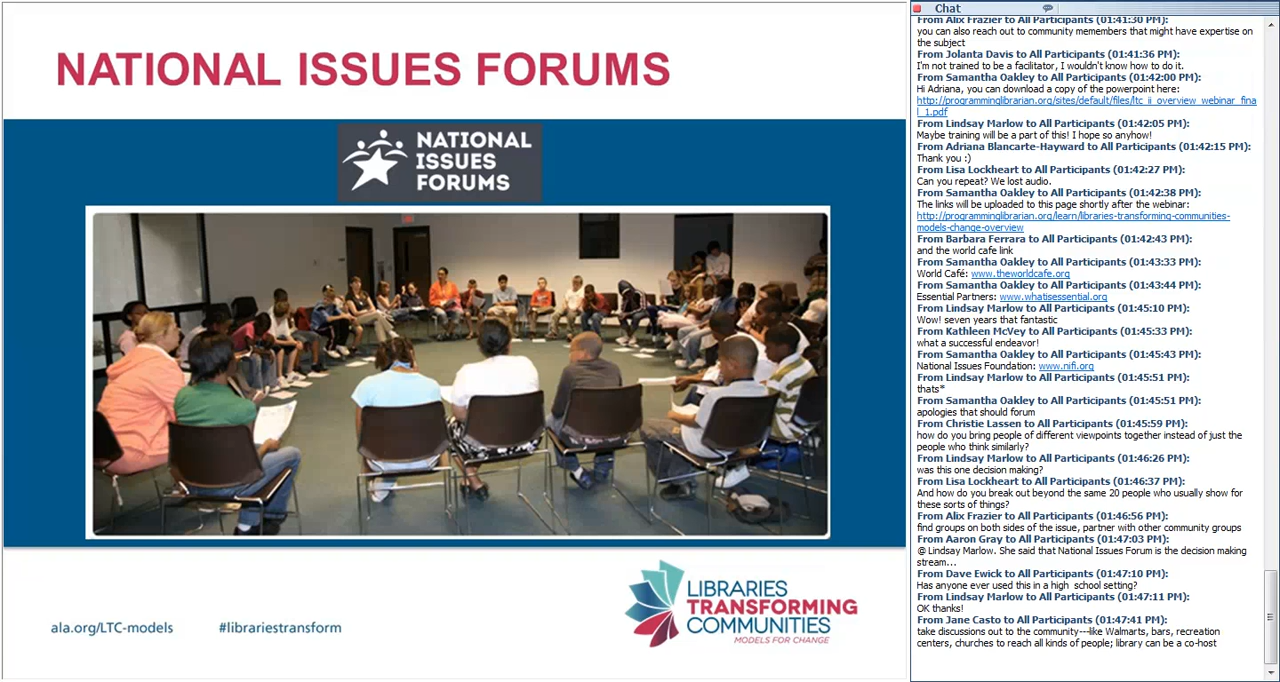 NATIONAL ISSUES FORUMS
NATIONAL
ISSUES
FORUMS
ala.org/LTC-models
#librariestransform
LIBRARIES
TRANSFORMING
COMMUNITIES
MODELS FOR CHANGE
Chat
From Alix Frazier to All Participants (01:41:30 PM):
you can also reach out to community memembers that might have expertise on
the subject
From Jolanta Davis to All Participants (01:41:36 PM):
I'm not trained to be a facilitator, I wouldn't know how to do it.
From Samantha Oakley to All Participants (01:42:00 PM):
Hi Adriana, you can download a copy of the powerpoint here:
http://programminglibrarian.org/sites/default/files/ltc_ii_overview_webinar_fina
l_1.pdf
From Lindsay Marlow to All Participants (01:42:05 PM):
Maybe training will be a part of this! I hope so anyhow!
From Adriana Blancarte-Hayward to All Participants (01:42:15 PM):
Thank you :)
From Lisa Lockheart to All Participants (01:42:27 PM):
Can you repeat? We lost audio.
From Samantha Oakley to All Participants (01:42:38 PM):
The links will be uploaded to this page shortly after the webinar:
http://programminglibrarian.org/learn/libraries-transforming-communities-
models-change-overview
From Barbara Ferrara to All Participants (01:42:43 PM):
and the world cafe link
From Samantha Oakley to All Participants (01:43:33 PM):
World Café: www.theworldcafe.org
From Samantha Oakley to All Participants (01:43:44 PM):
Essential Partners: www.whatisessential.org
From Lindsay Marlow to All Participants (01:45:10 PM):
Wow! seven years that fantastic
From Kathleen McVey to All Participants (01:45:33 PM):
what a successful endeavor!
From Samantha Oakley to All Participants (01:45:43 PM):
National Issues Foundation: www.nifi.org
From Lindsay Marlow to All Participants (01:45:51 PM):
thats*
From Samantha Oakley to All Participants (01:45:51 PM):
apologies that should forum
From Christie Lassen to All Participants (01:45:59 PM):
how do you bring people of different viewpoints together instead of just the
people who think similarly?
From Lindsay Marlow to All Participants (01:46:26 PM):
was this one decision making?
From Lisa Lockheart to All Participants (01:46:37 PM):
And how do you break out beyond the same 20 people who usually show for
these sorts of things?
From Alix Frazier to All Participants (01:46:56 PM):
find groups on both sides of the issue, partner with other community groups
From Aaron Gray to All Participants (01:47:03 PM):
@ Lindsay Marlow. She said that National Issues Forum is the decision making
stream...
From Dave Ewick to All Participants (01:47:10 PM):
Has anyone ever used this in a high  school setting?
From Lindsay Marlow to All Participants (01:47:11 PM):
OK thanks!
From Jane Casto to All Participants (01:47:41 PM):
take discussions out to the community---like Walmarts, bars, recreation
centers, churches to reach all kinds of people; library can be a co-host